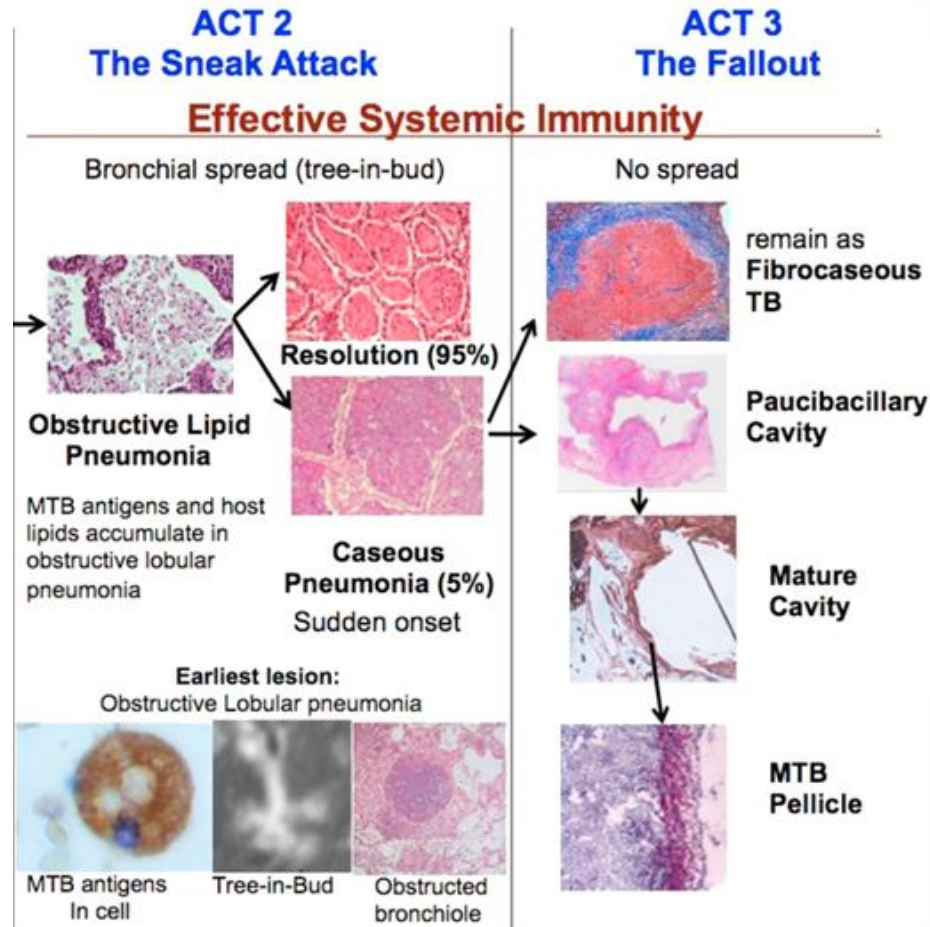 ACT 2
The Sneak Attack
ACT 3
The Fallout
Effective Systemic Immunity
Bronchial spread (tree-in-bud)
Obstructive Lipid
Pneumonia
MTB antigens and host
lipids accumulate in
obstructive lobular
pneumonia
Resolution (95%)
Caseous
Pneumonia (5%)
Sudden onset
Earliest lesion:
Obstructive Lobular pneumonia
MTB antigens
In cell
Tree-in-Bud
Obstructed
bronchiole
No spread
remain as
Fibrocaseous
TB
Paucibacillary
Cavity
Mature
Cavity
MTB
Pellicle